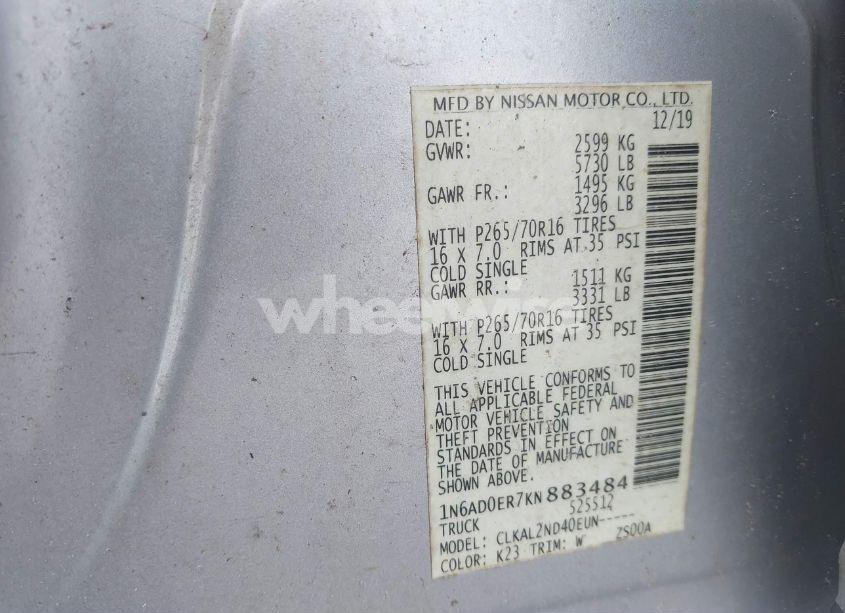 MFD BY NISSAN MOTOR CO., LTD.
DATE: 12/19
GVWR: 2599 KG
5730 LB
GAWR FR.: 1495 KG
3296 LB
WITH P265/70R16 TIRES
16 X 7.0 RIMS AT 35 PSI
COLD SINGLE
GAWR RR.: 1511 KG
3331 LB
WITH P265/70R16 TIRES
16 X 7.0 RIMS AT 35 PSI
COLD SINGLE
THIS VEHICLE CONFORMS TO
ALL APPLICABLE FEDERAL
MOTOR VEHICLE SAFETY AND
THEFT PREVENTION
STANDARDS IN EFFECT ON
THE DATE OF MANUFACTURE
SHOWN ABOVE.
1N6AD0ER7KN883484
TRUCK 525512
MODEL: CLKAL2ND40EUN-----
COLOR: K23 TRIM: W ZS00A
wheelwise